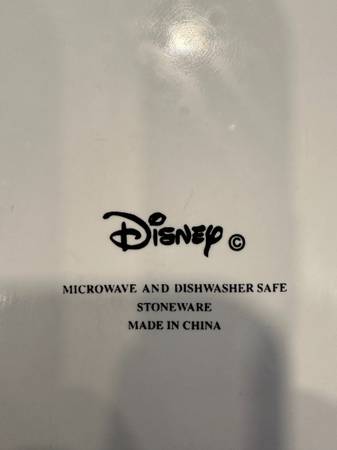 Disney ©
MICROWAVE AND DISHWASHER SAFE
STONEWARE
MADE IN CHINA